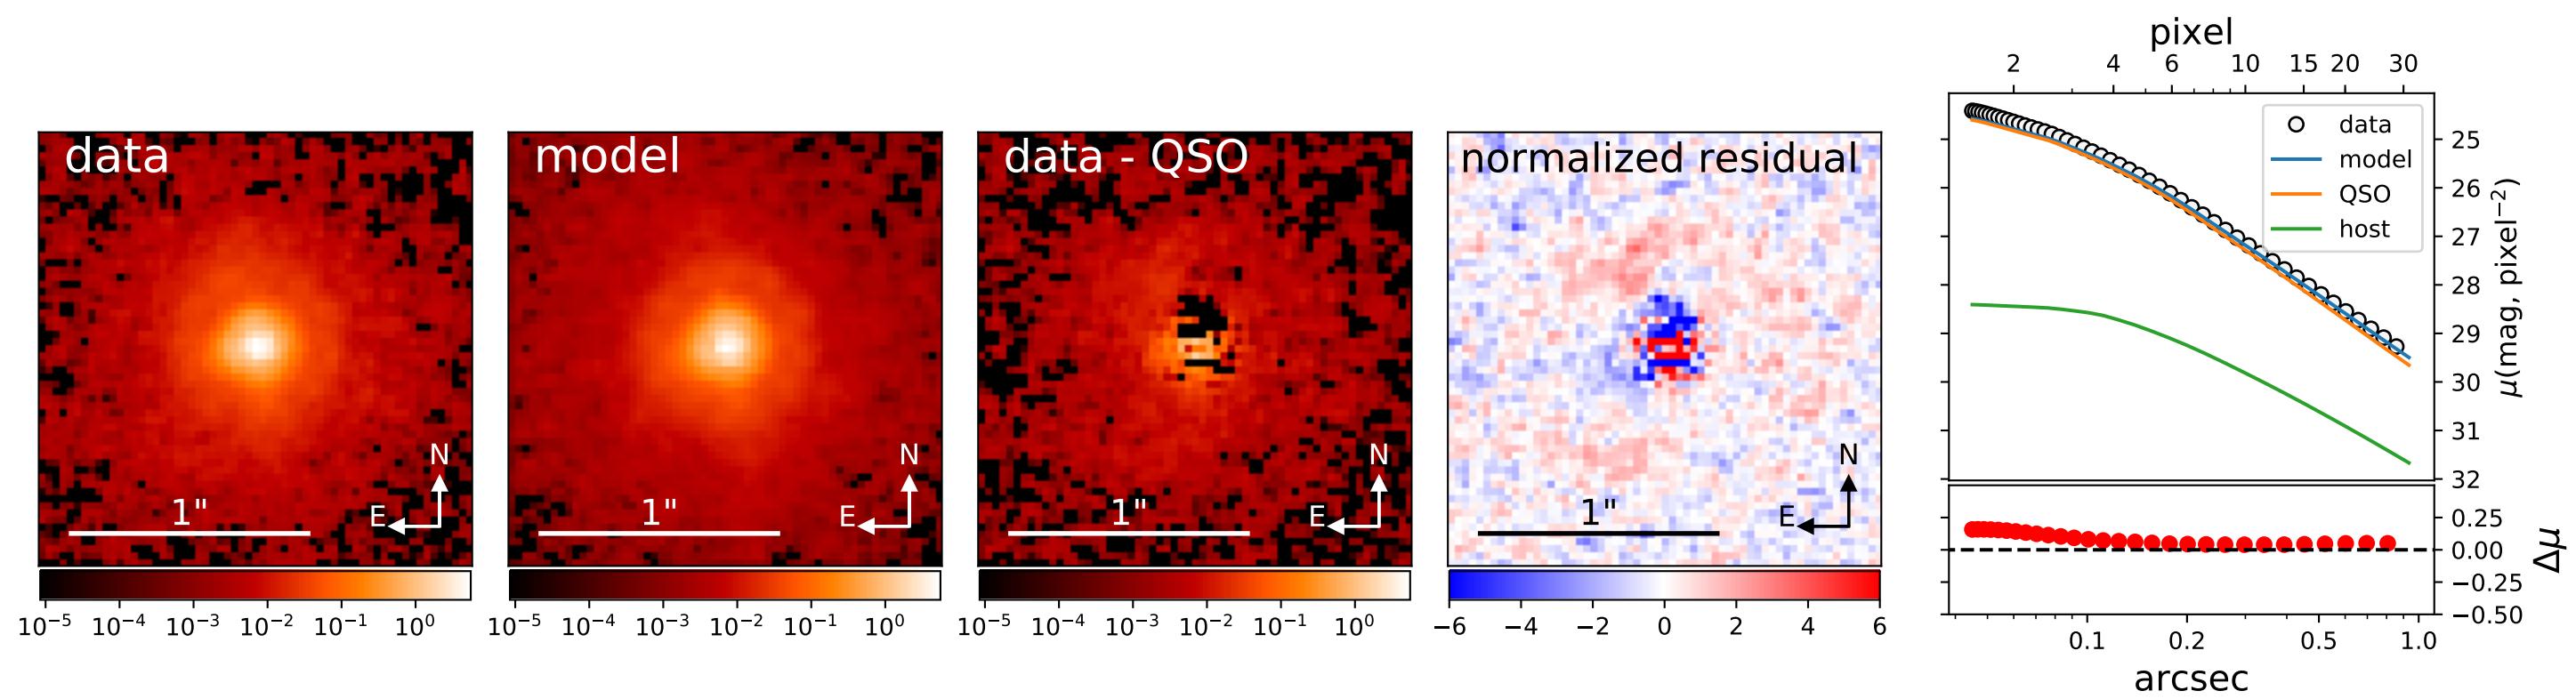 data
N
E
1"
10⁻⁵ 10⁻⁴ 10⁻³ 10⁻² 10⁻¹ 10⁰
model
N
E
1"
10⁻⁵ 10⁻⁴ 10⁻³ 10⁻² 10⁻¹ 10⁰
data - QSO
N
E
1"
10⁻⁵ 10⁻⁴ 10⁻³ 10⁻² 10⁻¹ 10⁰
normalized residual
N
E
1"
−6 −4 −2 0 2 4 6
pixel
2 4 6 10 15 20 30
data
model
QSO
host
25
26
27
28
29
30
31
32
μ(mag, pixel⁻²)
0.25
0.00
−0.25
−0.50
Δμ
0.1 0.2 0.5 1.0
arcsec